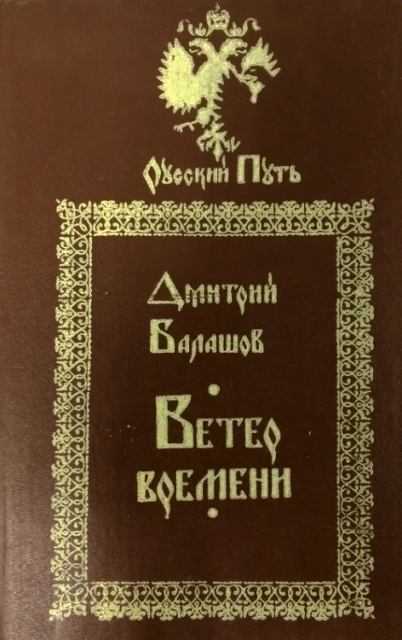 Русский Путь
Дмитрий
Балашов
Ветер
времени